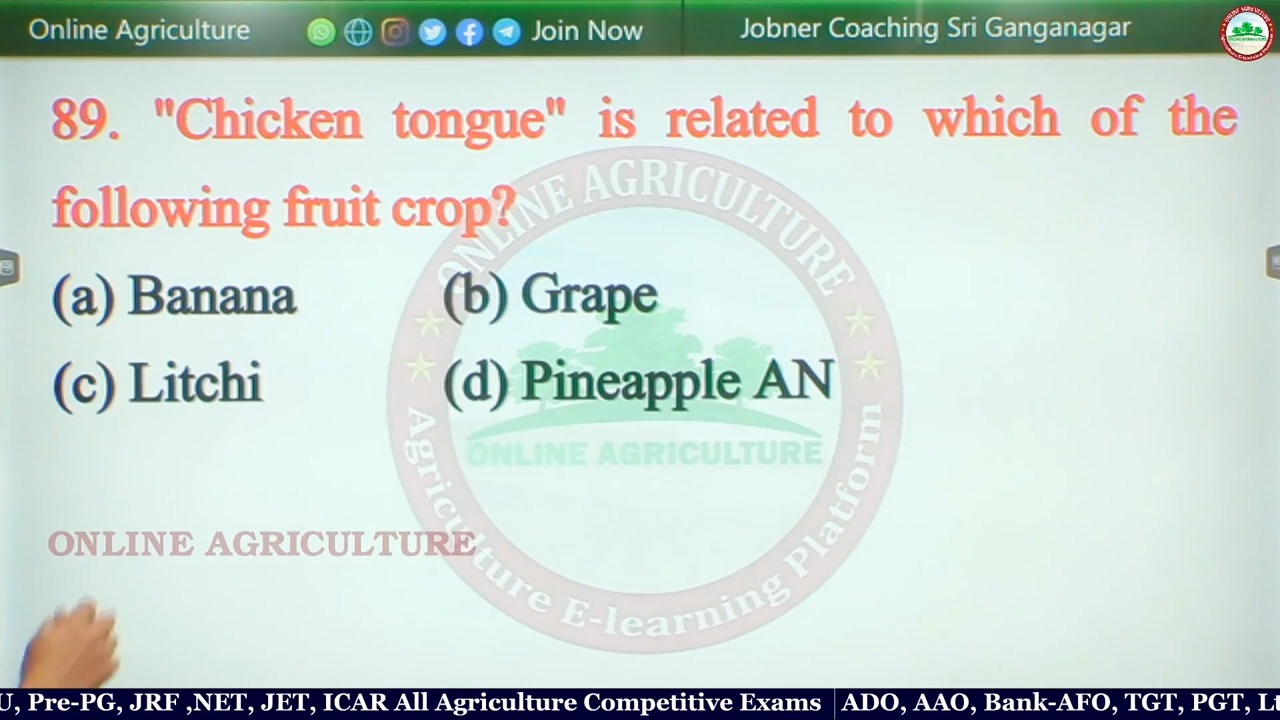 Online Agriculture Join Now Jobner Coaching Sri Ganganagar
89. "Chicken tongue" is related to which of the
following fruit crop?
(a) Banana (b) Grape
(c) Litchi (d) Pineapple AN
ONLINE AGRICULTURE
ONLINE AGRICULTURE
Agriculture E-learning Platform
ONLINE AGRICULTURE
U, Pre-PG, JRF ,NET, JET, ICAR All Agriculture Competitive Exams ADO, AAO, Bank-AFO, TGT, PGT,